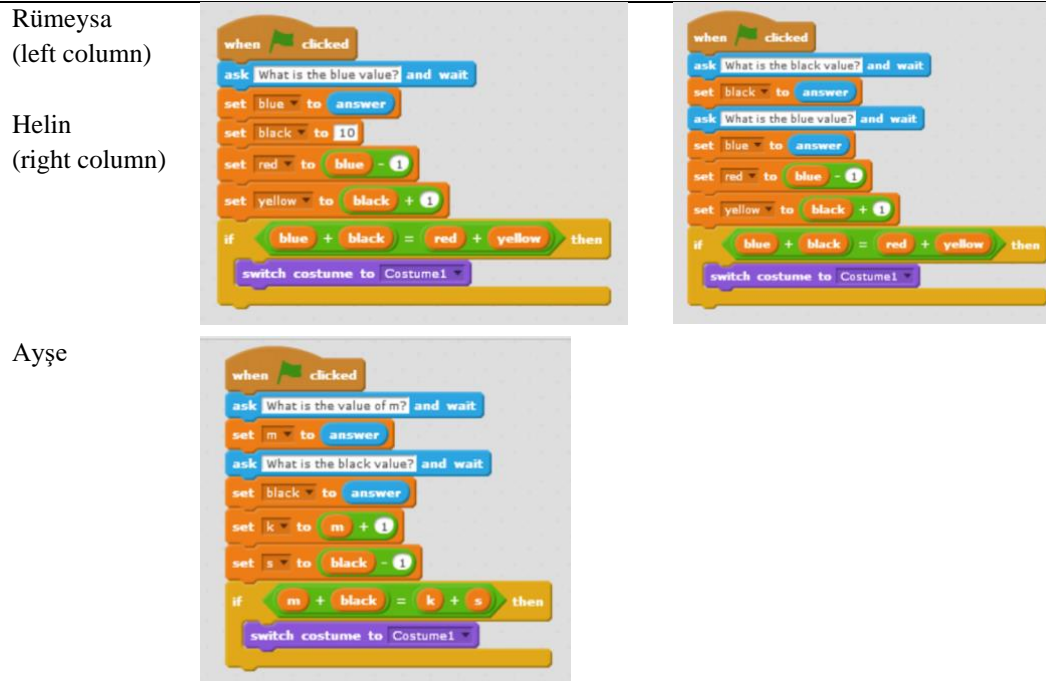 Rümeysa
(left column)
Helin
(right column)
when clicked
ask What is the blue value? and wait
set blue to answer
set black to 10
set red to blue - 1
set yellow to black + 1
if blue + black = red + yellow then
switch costume to Costume1
when clicked
ask What is the black value? and wait
set black to answer
ask What is the blue value? and wait
set blue to answer
set red to blue - 1
set yellow to black + 1
if blue + black = red + yellow then
switch costume to Costume1
Ayşe
when clicked
ask What is the value of m? and wait
set m to answer
ask What is the black value? and wait
set black to answer
set k to m + 1
set s to black - 1
if m + black = k + s then
switch costume to Costume1